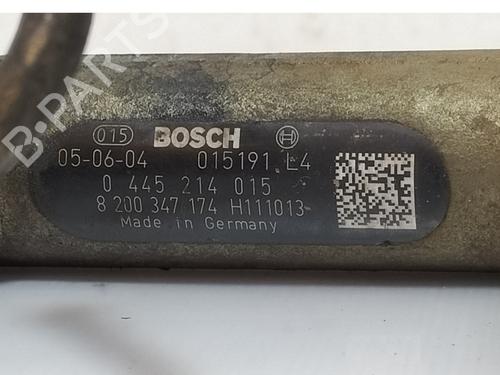 B-PARTS
015 BOSCH
05-06-04 015191 L4
0 445 214 015
8 200 347 174 H111013
Made in Germany